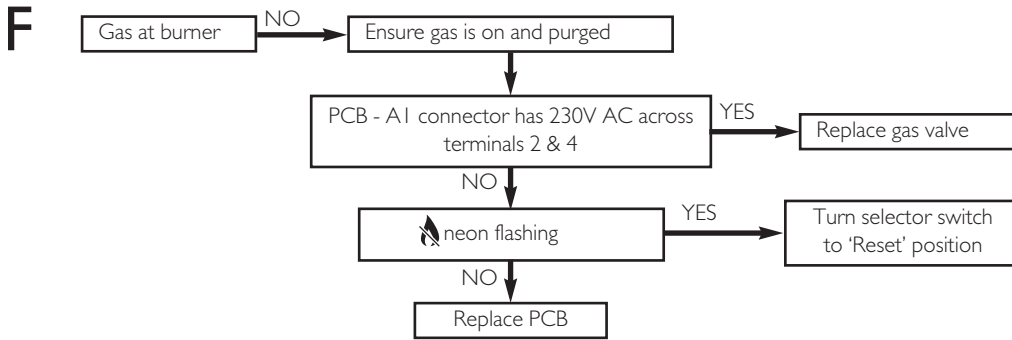 F
Gas at burner
NO
Ensure gas is on and purged
PCB - A1 connector has 230V AC across
terminals 2 & 4
YES
Replace gas valve
NO
neon flashing
YES
Turn selector switch
to ‘Reset’ position
NO
Replace PCB